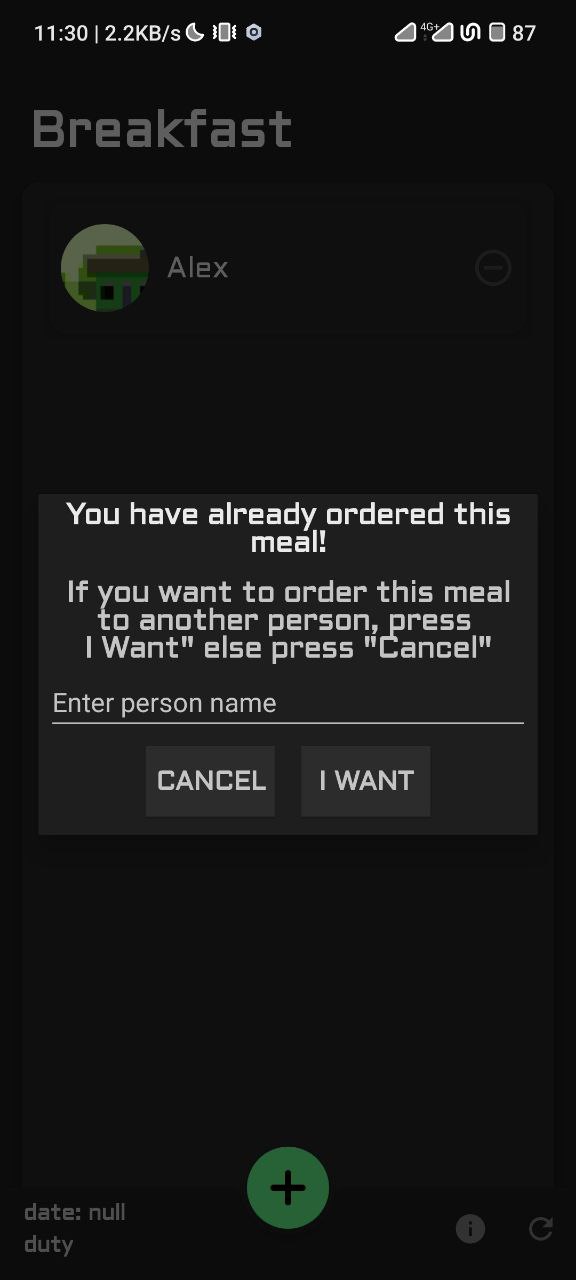 11:30 | 2.2KB/s
4G+ 87
Breakfast
Alex
You have already ordered this
meal!
If you want to order this meal
to another person, press
I Want" else press "Cancel"
Enter person name
CANCEL I WANT
date: null
duty